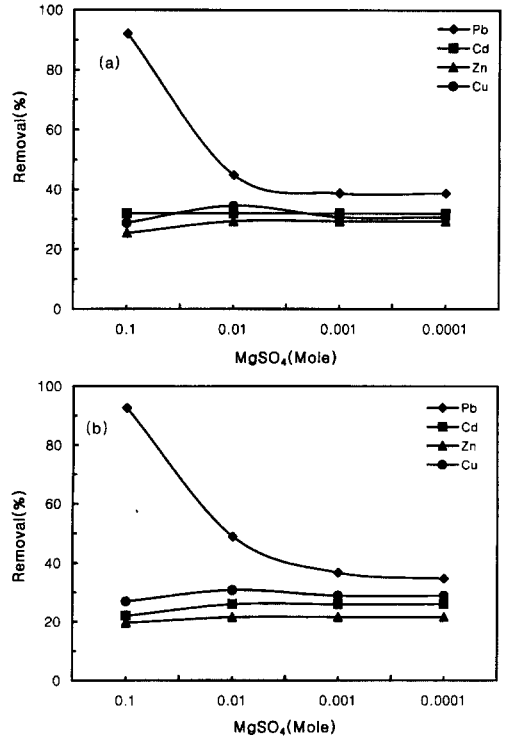 100
80
60
40
20
0
Removal(%)
(a)
Pb
Cd
Zn
Cu
0.1 0.01 0.001 0.0001
MgSO₄(Mole)
100
80
60
40
20
0
Removal(%)
(b)
Pb
Cd
Zn
Cu
0.1 0.01 0.001 0.0001
MgSO₄(Mole)